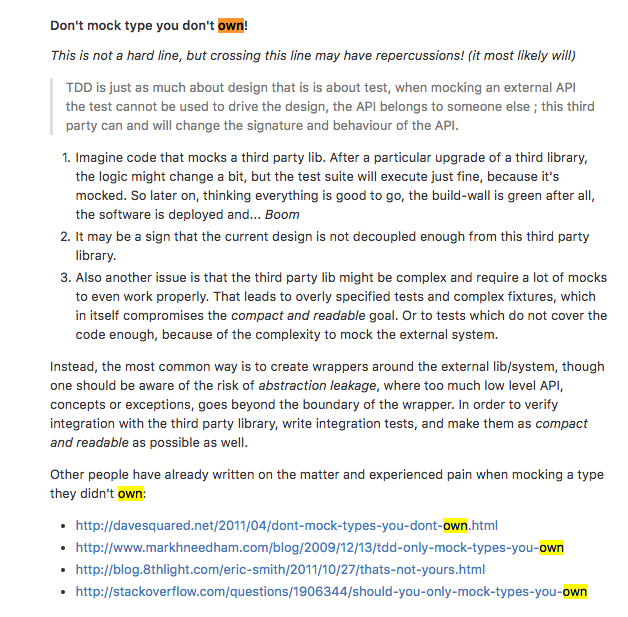 Don't mock type you don't own!
This is not a hard line, but crossing this line may have repercussions! (it most likely will)
TDD is just as much about design that is is about test, when mocking an external API
the test cannot be used to drive the design, the API belongs to someone else ; this third
party can and will change the signature and behaviour of the API.
1. Imagine code that mocks a third party lib. After a particular upgrade of a third library,
the logic might change a bit, but the test suite will execute just fine, because it's
mocked. So later on, thinking everything is good to go, the build-wall is green after all,
the software is deployed and... Boom
2. It may be a sign that the current design is not decoupled enough from this third party
library.
3. Also another issue is that the third party lib might be complex and require a lot of mocks
to even work properly. That leads to overly specified tests and complex fixtures, which
in itself compromises the compact and readable goal. Or to tests which do not cover the
code enough, because of the complexity to mock the external system.
Instead, the most common way is to create wrappers around the external lib/system, though
one should be aware of the risk of abstraction leakage, where too much low level API,
concepts or exceptions, goes beyond the boundary of the wrapper. In order to verify
integration with the third party library, write integration tests, and make them as compact
and readable as possible as well.
Other people have already written on the matter and experienced pain when mocking a type
they didn't own:
• http://davesquared.net/2011/04/dont-mock-types-you-dont-own.html
• http://www.markhneedham.com/blog/2009/12/13/tdd-only-mock-types-you-own
• http://blog.8thlight.com/eric-smith/2011/10/27/thats-not-yours.html
• http://stackoverflow.com/questions/1906344/should-you-only-mock-types-you-own